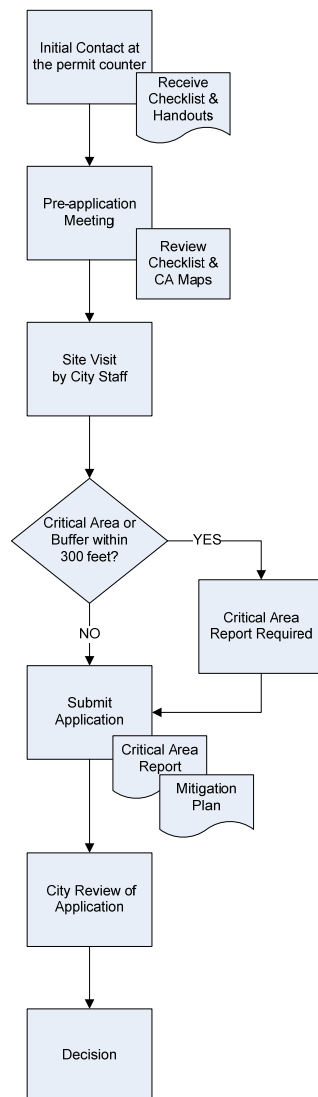 Initial Contact at
the permit counter
Receive
Checklist &
Handouts
Pre-application
Meeting
Review
Checklist &
CA Maps
Site Visit
by City Staff
Critical Area or
Buffer within
300 feet?
YES
Critical Area
Report Required
NO
Submit
Application
Critical Area
Report
Mitigation
Plan
City Review of
Application
Decision